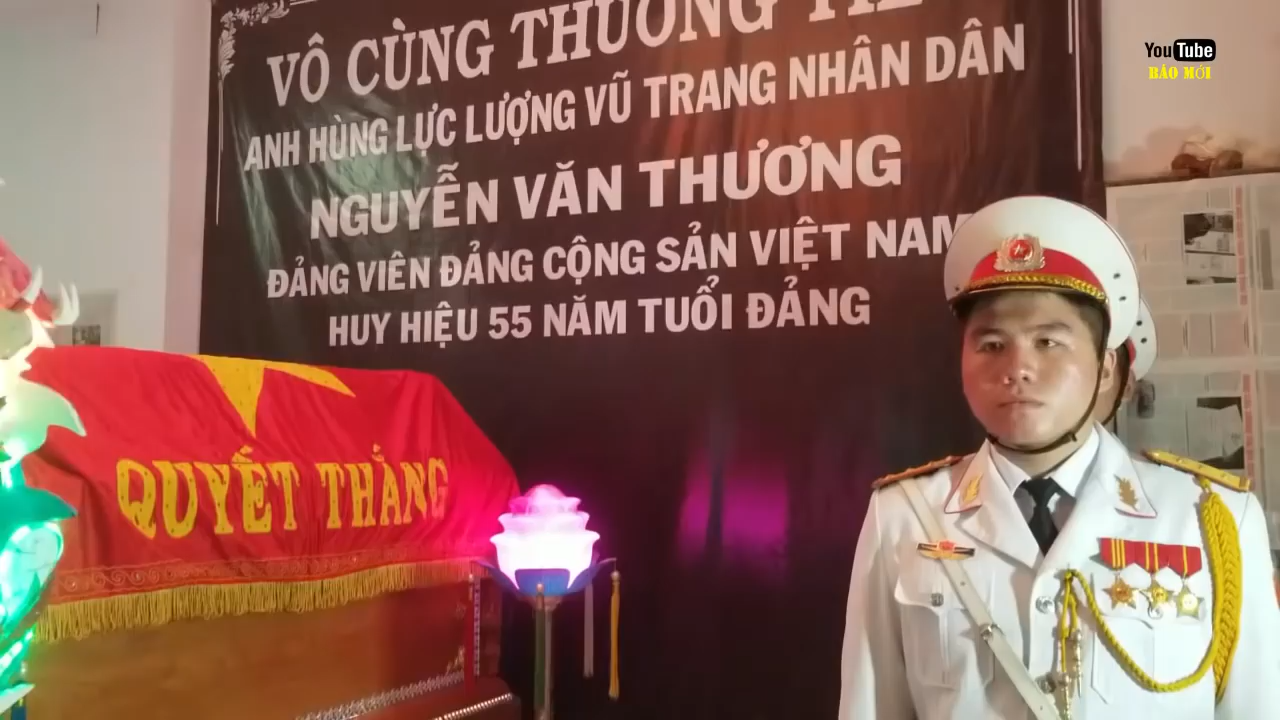 VÔ CÙNG THƯƠNG
ANH HÙNG LỰC LƯỢNG VŨ TRANG NHÂN DÂN
NGUYỄN VĂN THƯƠNG
ĐẢNG VIÊN ĐẢNG CỘNG SẢN VIỆT NAM
HUY HIỆU 55 NĂM TUỔI ĐẢNG
QUYẾT THẮNG
YouTube
BÁO MỚI